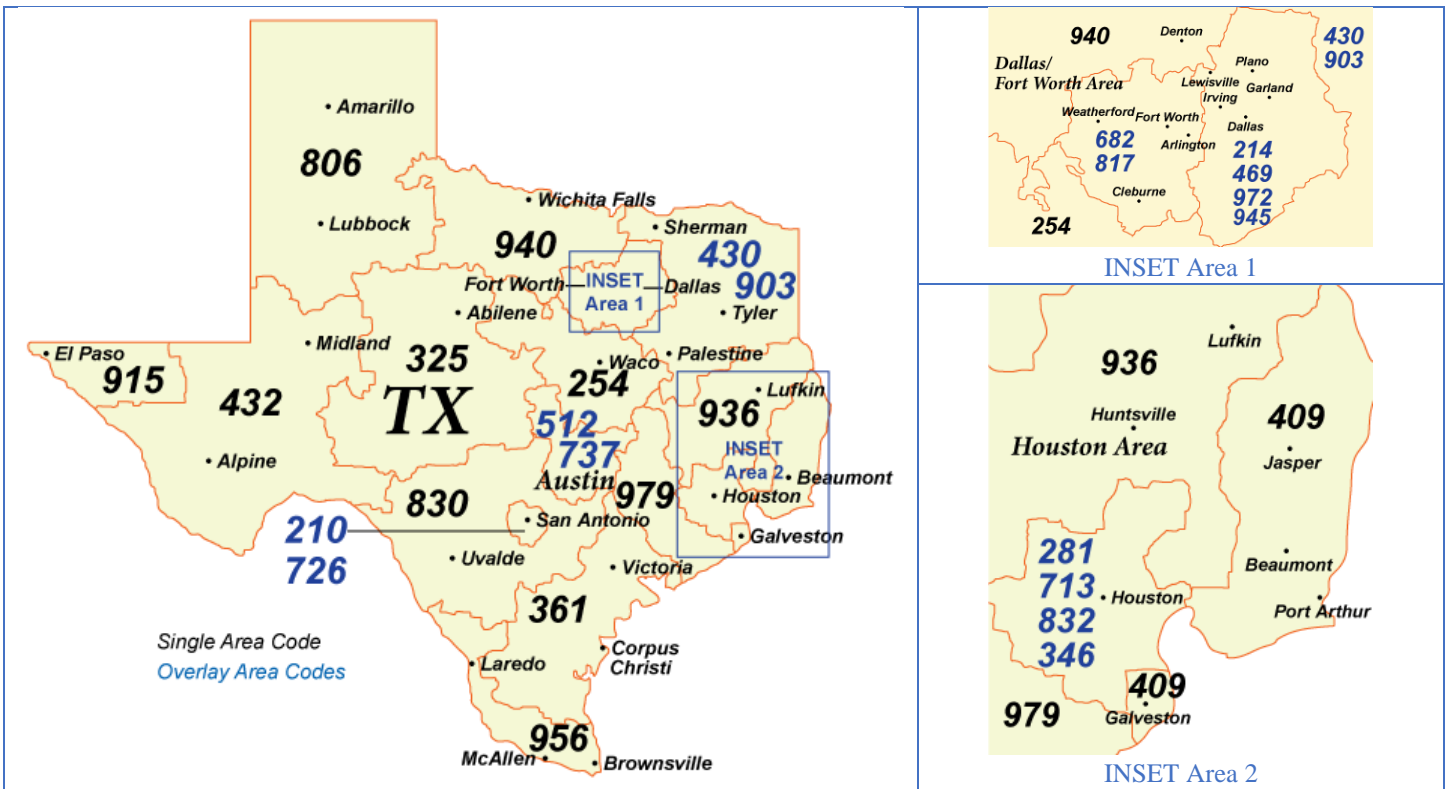 Amarillo
806
Lubbock
Wichita Falls
940
Sherman
430
903
Fort Worth
INSET
Area 1
Dallas
Abilene
Tyler
El Paso
915
Midland
325
TX
Waco
254
Palestine
432
Lufkin
936
512
737
Austin
INSET
Area 2
Beaumont
Alpine
830
979
Houston
210
726
San Antonio
Galveston
Uvalde
Victoria
361
Single Area Code
Overlay Area Codes
Laredo
Corpus
Christi
956
McAllen
Brownsville
940
Denton
430
903
Dallas/
Fort Worth Area
Plano
Lewisville
Garland
Irving
Weatherford
Fort Worth
Dallas
682
817
Arlington
214
469
972
945
Cleburne
254
INSET Area 1
Lufkin
936
Huntsville
409
Houston Area
Jasper
281
713
832
346
Houston
Beaumont
Port Arthur
409
979
Galveston
INSET Area 2